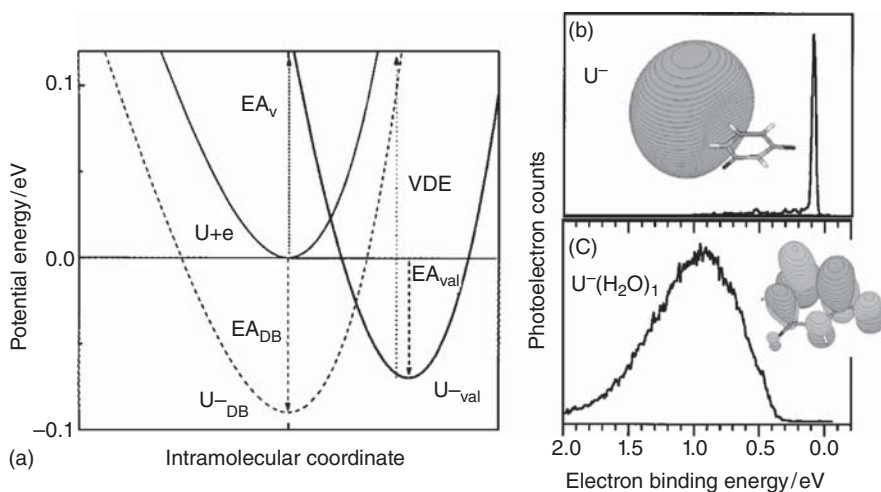 0.1
0.0
−0.1
Potential energy/eV
EA_v
VDE
U+e
EA_val
EA_DB
U−_DB
U−_val
(a)
Intramolecular coordinate
(b)
U⁻
(C)
U⁻(H₂O)₁
Photoelectron counts
2.0 1.5 1.0 0.5 0.0
Electron binding energy/eV